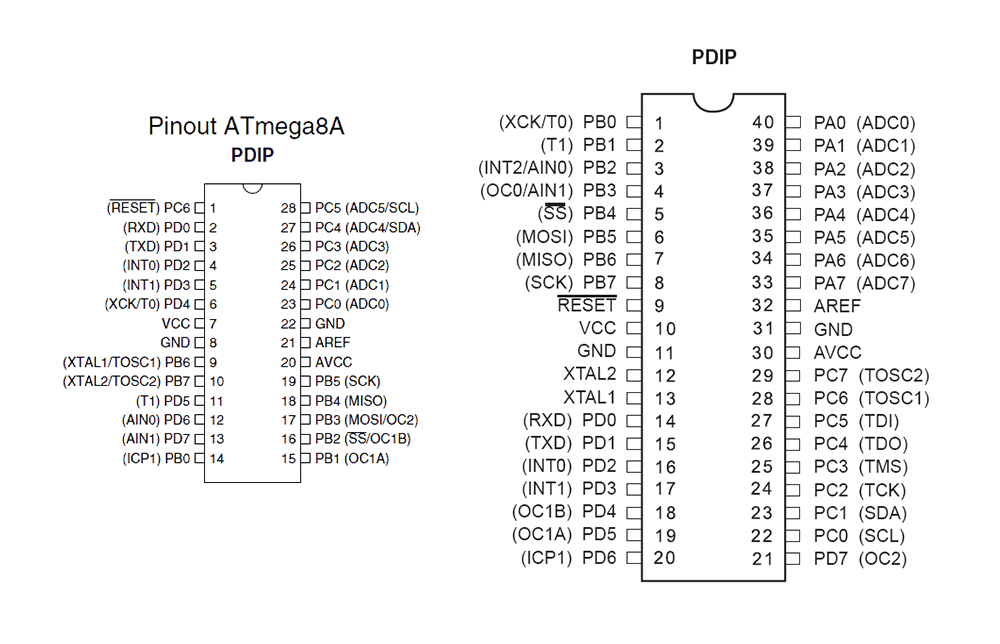 Pinout ATmega8A
PDIP
(RESET) PC6 1 28 PC5 (ADC5/SCL)
(RXD) PD0 2 27 PC4 (ADC4/SDA)
(TXD) PD1 3 26 PC3 (ADC3)
(INT0) PD2 4 25 PC2 (ADC2)
(INT1) PD3 5 24 PC1 (ADC1)
(XCK/T0) PD4 6 23 PC0 (ADC0)
VCC 7 22 GND
GND 8 21 AREF
(XTAL1/TOSC1) PB6 9 20 AVCC
(XTAL2/TOSC2) PB7 10 19 PB5 (SCK)
(T1) PD5 11 18 PB4 (MISO)
(AIN0) PD6 12 17 PB3 (MOSI/OC2)
(AIN1) PD7 13 16 PB2 (SS/OC1B)
(ICP1) PB0 14 15 PB1 (OC1A)
PDIP
(XCK/T0) PB0 1 40 PA0 (ADC0)
(T1) PB1 2 39 PA1 (ADC1)
(INT2/AIN0) PB2 3 38 PA2 (ADC2)
(OC0/AIN1) PB3 4 37 PA3 (ADC3)
(SS) PB4 5 36 PA4 (ADC4)
(MOSI) PB5 6 35 PA5 (ADC5)
(MISO) PB6 7 34 PA6 (ADC6)
(SCK) PB7 8 33 PA7 (ADC7)
RESET 9 32 AREF
VCC 10 31 GND
GND 11 30 AVCC
XTAL2 12 29 PC7 (TOSC2)
XTAL1 13 28 PC6 (TOSC1)
(RXD) PD0 14 27 PC5 (TDI)
(TXD) PD1 15 26 PC4 (TDO)
(INT0) PD2 16 25 PC3 (TMS)
(INT1) PD3 17 24 PC2 (TCK)
(OC1B) PD4 18 23 PC1 (SDA)
(OC1A) PD5 19 22 PC0 (SCL)
(ICP1) PD6 20 21 PD7 (OC2)